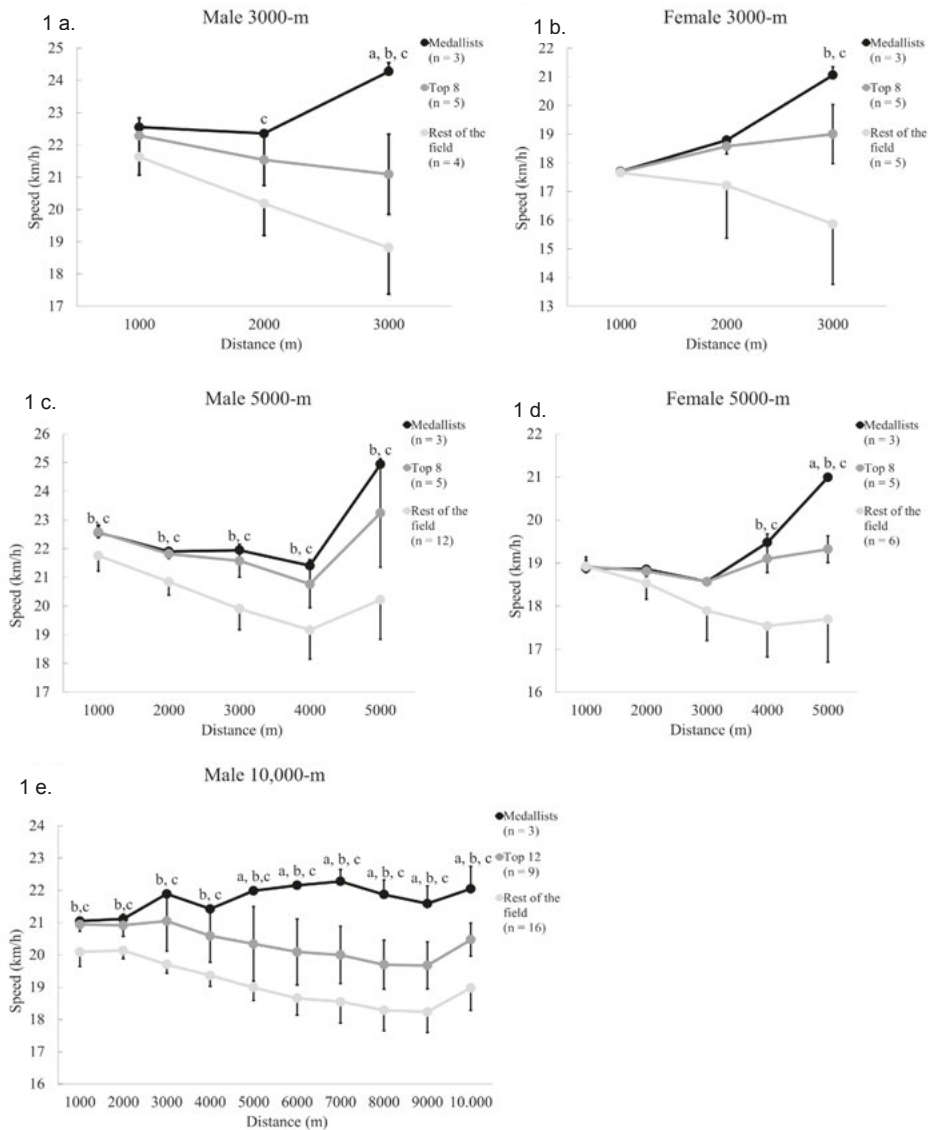 1 a.
Male 3000-m
25
24
23
22
21
20
19
18
17
Speed (km/h)
1000 2000 3000
Distance (m)
a, b, c
c
Medallists
(n = 3)
Top 8
(n = 5)
Rest of the
field
(n = 4)
1 b.
Female 3000-m
22
21
20
19
18
17
16
15
14
13
Speed (km/h)
1000 2000 3000
Distance (m)
b, c
Medallists
(n = 3)
Top 8
(n = 5)
Rest of the
field
(n = 5)
1 c.
Male 5000-m
26
25
24
23
22
21
20
19
18
17
Speed (km/h)
1000 2000 3000 4000 5000
Distance (m)
b, c
b, c
b, c
b, c
b, c
Medallists
(n = 3)
Top 8
(n = 5)
Rest of the
field
(n = 12)
1 d.
Female 5000-m
22
21
20
19
18
17
16
Speed (km/h)
1000 2000 3000 4000 5000
Distance (m)
b, c
a, b, c
Medallists
(n = 3)
Top 8
(n = 5)
Rest of the
field
(n = 6)
1 e.
Male 10,000-m
24
23
22
21
20
19
18
17
16
Speed (km/h)
1000 2000 3000 4000 5000 6000 7000 8000 9000 10.000
Distance (m)
b,c
b, c
b, c
b, c
a, b, c
a, b, c
a, b, c
a, b, c
a, b, c
a, b, c
Medallists
(n = 3)
Top 12
(n = 9)
Rest of the
field
(n = 16)